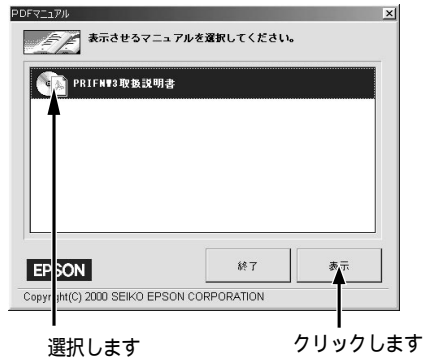 PDFマニュアル
表示させるマニュアルを選択してください。
PRIFNW3取扱説明書
EPSON
終了
表示
Copyright(C) 2000 SEIKO EPSON CORPORATION
選択します
クリックします